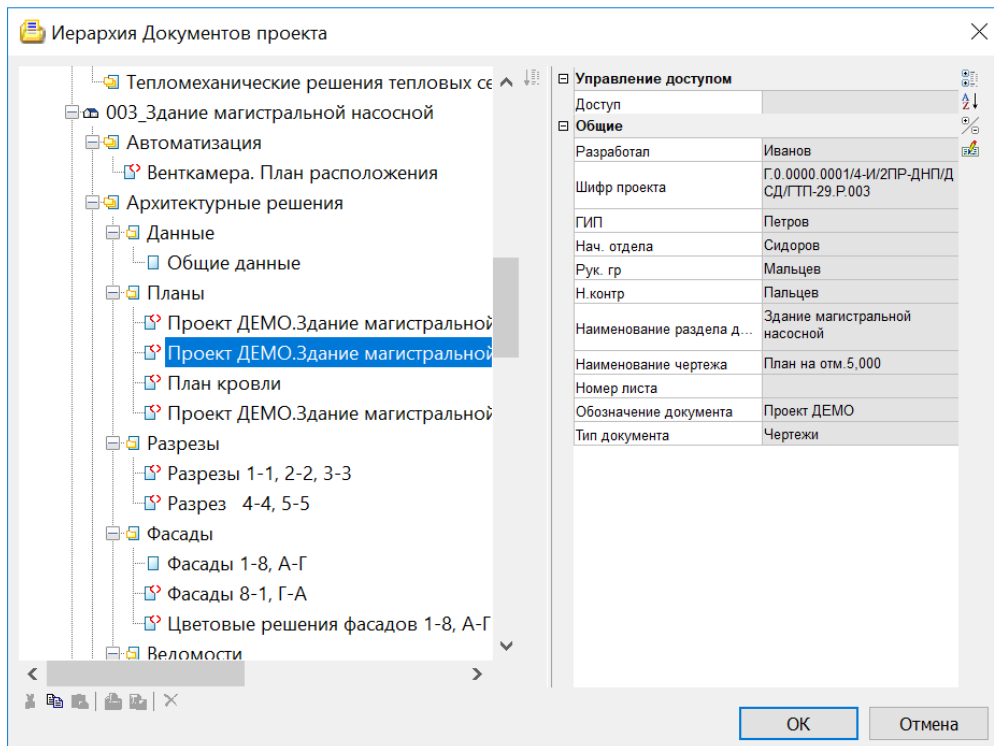 Иерархия Документов проекта
Тепломеханические решения тепловых се
003_Здание магистральной насосной
Автоматизация
Венткамера. План расположения
Архитектурные решения
Данные
Общие данные
Планы
Проект ДЕМО.Здание магистральной
Проект ДЕМО.Здание магистральной
План кровли
Проект ДЕМО.Здание магистральной
Разрезы
Разрезы 1-1, 2-2, 3-3
Разрез 4-4, 5-5
Фасады
Фасады 1-8, А-Г
Фасады 8-1, Г-А
Цветовые решения фасадов 1-8, А-Г
Ведомости
Управление доступом
Доступ
Общие
Разработал Иванов
Шифр проекта Г.0.0000.0001/4-И/2ПР-ДНП/Д
СД/ГТП-29.Р.003
ГИП Петров
Нач. отдела Сидоров
Рук. гр Мальцев
Н.контр Пальцев
Наименование раздела д... Здание магистральной
насосной
Наименование чертежа План на отм.5,000
Номер листа
Обозначение документа Проект ДЕМО
Тип документа Чертежи
ОК Отмена